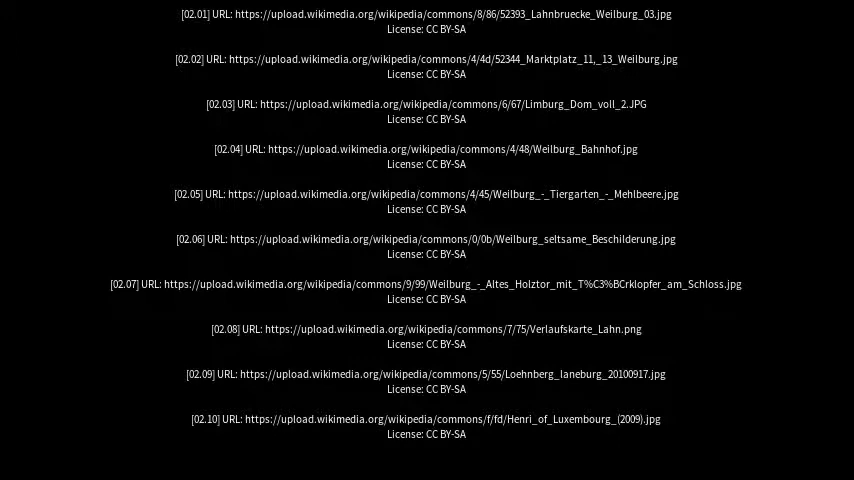 [02.01] URL: https://upload.wikimedia.org/wikipedia/commons/8/86/52393_Lahnbruecke_Weilburg_03.jpg
License: CC BY-SA
[02.02] URL: https://upload.wikimedia.org/wikipedia/commons/4/4d/52344_Marktplatz_11,_13_Weilburg.jpg
License: CC BY-SA
[02.03] URL: https://upload.wikimedia.org/wikipedia/commons/6/67/Limburg_Dom_voll_2.JPG
License: CC BY-SA
[02.04] URL: https://upload.wikimedia.org/wikipedia/commons/4/48/Weilburg_Bahnhof.jpg
License: CC BY-SA
[02.05] URL: https://upload.wikimedia.org/wikipedia/commons/4/45/Weilburg_-_Tiergarten_-_Mehlbeere.jpg
License: CC BY-SA
[02.06] URL: https://upload.wikimedia.org/wikipedia/commons/0/0b/Weilburg_seltsame_Beschilderung.jpg
License: CC BY-SA
[02.07] URL: https://upload.wikimedia.org/wikipedia/commons/9/99/Weilburg_-_Altes_Holztor_mit_T%C3%BCrklopfer_am_Schloss.jpg
License: CC BY-SA
[02.08] URL: https://upload.wikimedia.org/wikipedia/commons/7/75/Verlaufskarte_Lahn.png
License: CC BY-SA
[02.09] URL: https://upload.wikimedia.org/wikipedia/commons/5/55/Loehnberg_laneburg_20100917.jpg
License: CC BY-SA
[02.10] URL: https://upload.wikimedia.org/wikipedia/commons/f/fd/Henri_of_Luxembourg_(2009).jpg
License: CC BY-SA